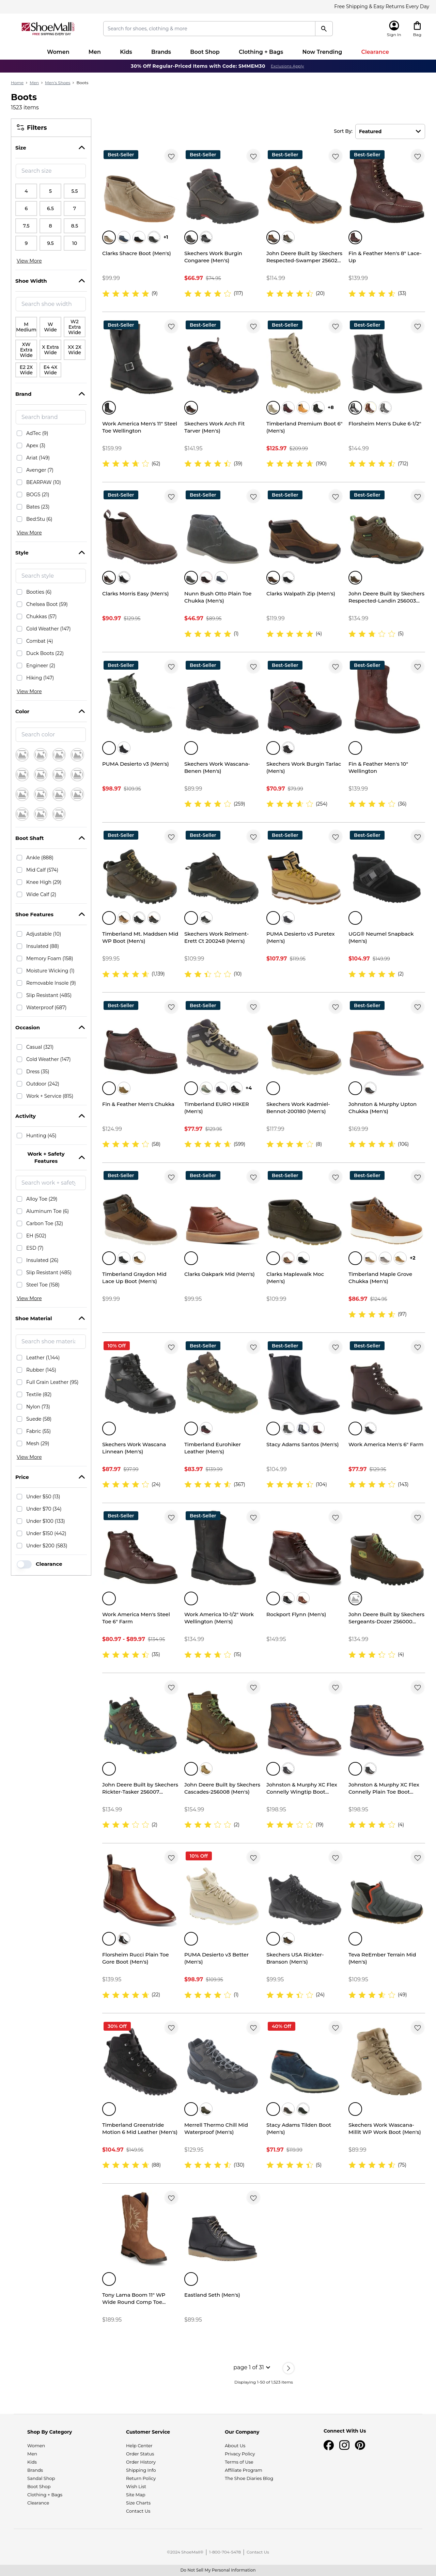 Free Shipping & Easy Returns Every Day
ShoeMall
FREE SHIPPING EVERY DAY
Search for shoes, clothing & more
Sign In
Bag
Women
Men
Kids
Brands
Boot Shop
Clothing + Bags
Now Trending
Clearance
30% Off Regular-Priced Items with Code: SMMEM30
Exclusions Apply
Home > Men > Men's Shoes > Boots
Boots
1523 items
Filters
Sort By:
Featured
Size
Search size
4 5 5.5
6 6.5 7
7.5 8 8.5
9 9.5 10
View More
Shoe Width
Search shoe width
M Medium
W Wide
W2 Extra Wide
XW Extra Wide
X Extra Wide
XX 2X Wide
E2 2X Wide
E4 4X Wide
Brand
Search brand
AdTec (9)
Apex (3)
Ariat (149)
Avenger (7)
BEARPAW (10)
BOGS (21)
Bates (23)
Bed:Stu (6)
View More
Style
Search style
Booties (6)
Chelsea Boot (59)
Chukkas (57)
Cold Weather (147)
Combat (4)
Duck Boots (22)
Engineer (2)
Hiking (147)
View More
Color
Search color
Boot Shaft
Ankle (888)
Mid Calf (574)
Knee High (29)
Wide Calf (2)
Shoe Features
Adjustable (10)
Insulated (88)
Memory Foam (158)
Moisture Wicking (1)
Removable Insole (9)
Slip Resistant (485)
Waterproof (687)
Occasion
Casual (321)
Cold Weather (147)
Dress (35)
Outdoor (242)
Work + Service (815)
Activity
Hunting (45)
Work + Safety Features
Search work + safety
Alloy Toe (29)
Aluminum Toe (6)
Carbon Toe (32)
EH (502)
ESD (7)
Insulated (26)
Slip Resistant (485)
Steel Toe (158)
View More
Shoe Material
Search shoe material
Leather (1,144)
Rubber (145)
Full Grain Leather (95)
Textile (82)
Nylon (73)
Suede (58)
Fabric (55)
Mesh (29)
View More
Price
Under $50 (13)
Under $70 (34)
Under $100 (133)
Under $150 (442)
Under $200 (583)
Clearance
Best-Seller
+1
Clarks Shacre Boot (Men's)
$99.99
(9)
Best-Seller
Skechers Work Burgin Congaree (Men's)
$66.97 $74.95
(117)
Best-Seller
John Deere Built by Skechers Respected-Swamper 25602...
$114.99
(20)
Best-Seller
Fin & Feather Men's 8" Lace-Up
$139.99
(33)
Best-Seller
Work America Men's 11" Steel Toe Wellington
$159.99
(62)
Best-Seller
Skechers Work Arch Fit Tarver (Men's)
$141.95
(39)
Best-Seller
+8
Timberland Premium Boot 6" (Men's)
$125.97 $209.99
(190)
Best-Seller
Florsheim Men's Duke 6-1/2"
$144.99
(712)
Best-Seller
Clarks Morris Easy (Men's)
$90.97 $129.95
Best-Seller
Nunn Bush Otto Plain Toe Chukka (Men's)
$46.97 $89.95
(1)
Best-Seller
Clarks Walpath Zip (Men's)
$119.99
(4)
Best-Seller
John Deere Built by Skechers Respected-Landin 256003...
$134.99
(5)
Best-Seller
PUMA Desierto v3 (Men's)
$98.97 $109.95
Best-Seller
Skechers Work Wascana-Benen (Men's)
$89.99
(259)
Best-Seller
Skechers Work Burgin Tarlac (Men's)
$70.97 $79.99
(254)
Best-Seller
Fin & Feather Men's 10" Wellington
$139.99
(36)
Best-Seller
Timberland Mt. Maddsen Mid WP Boot (Men's)
$99.95
(1,139)
Best-Seller
Skechers Work Relment-Erett Ct 200248 (Men's)
$109.99
(10)
Best-Seller
PUMA Desierto v3 Puretex (Men's)
$107.97 $119.95
Best-Seller
UGG® Neumel Snapback (Men's)
$104.97 $149.99
(2)
Best-Seller
Fin & Feather Men's Chukka
$124.99
(58)
Best-Seller
+4
Timberland EURO HIKER (Men's)
$77.97 $129.95
(599)
Best-Seller
Skechers Work Kadmiel-Bennot-200180 (Men's)
$117.99
(8)
Best-Seller
Johnston & Murphy Upton Chukka (Men's)
$169.99
(106)
Best-Seller
Timberland Graydon Mid Lace Up Boot (Men's)
$99.99
Best-Seller
Clarks Oakpark Mid (Men's)
$99.95
Best-Seller
Clarks Maplewalk Moc (Men's)
$109.99
Best-Seller
+2
Timberland Maple Grove Chukka (Men's)
$86.97 $124.95
(97)
10% Off
Skechers Work Wascana Linnean (Men's)
$87.97 $97.99
(24)
Best-Seller
Timberland Eurohiker Leather (Men's)
$83.97 $139.99
(367)
Best-Seller
Stacy Adams Santos (Men's)
$104.99
(104)
Best-Seller
Work America Men's 6" Farm
$77.97 $129.95
(143)
Best-Seller
Work America Men's Steel Toe 6" Farm
$80.97 - $89.97 $134.95
(35)
Best-Seller
Work America 10-1/2" Work Wellington (Men's)
$134.99
(15)
Rockport Flynn (Men's)
$149.95
John Deere Built by Skechers Sergeants-Dozer 256000...
$134.99
(4)
John Deere Built by Skechers Rickter-Tasker 256007...
$134.99
(2)
John Deere Built by Skechers Cascades-256008 (Men's)
$154.99
(2)
Johnston & Murphy XC Flex Connelly Wingtip Boot...
$198.95
(19)
Johnston & Murphy XC Flex Connelly Plain Toe Boot...
$198.95
(4)
Florsheim Rucci Plain Toe Gore Boot (Men's)
$139.95
(22)
10% Off
PUMA Desierto v3 Better (Men's)
$98.97 $109.95
(1)
Skechers USA Rickter-Branson (Men's)
$99.95
(24)
Teva ReEmber Terrain Mid (Men's)
$109.95
(49)
30% Off
Timberland Greenstride Motion 6 Mid Leather (Men's)
$104.97 $149.95
(88)
Merrell Thermo Chill Mid Waterproof (Men's)
$129.95
(130)
40% Off
Stacy Adams Tilden Boot (Men's)
$71.97 $119.99
(5)
Skechers Work Wascana-Millit WP Work Boot (Men's)
$89.99
(75)
Tony Lama Boom 11" WP Wide Round Comp Toe...
$189.95
Eastland Seth (Men's)
$89.95
page 1 of 31
Displaying 1-50 of 1,523 items
Shop By Category
Women
Men
Kids
Brands
Sandal Shop
Boot Shop
Clothing + Bags
Clearance
Customer Service
Help Center
Order Status
Order History
Shipping Info
Return Policy
Wish List
Site Map
Size Charts
Contact Us
Our Company
About Us
Privacy Policy
Terms of Use
Affiliate Program
The Shoe Diaries Blog
Connect With Us
©2024 ShoeMall® | 1-800-704-5478 | Contact Us
Do Not Sell My Personal Information